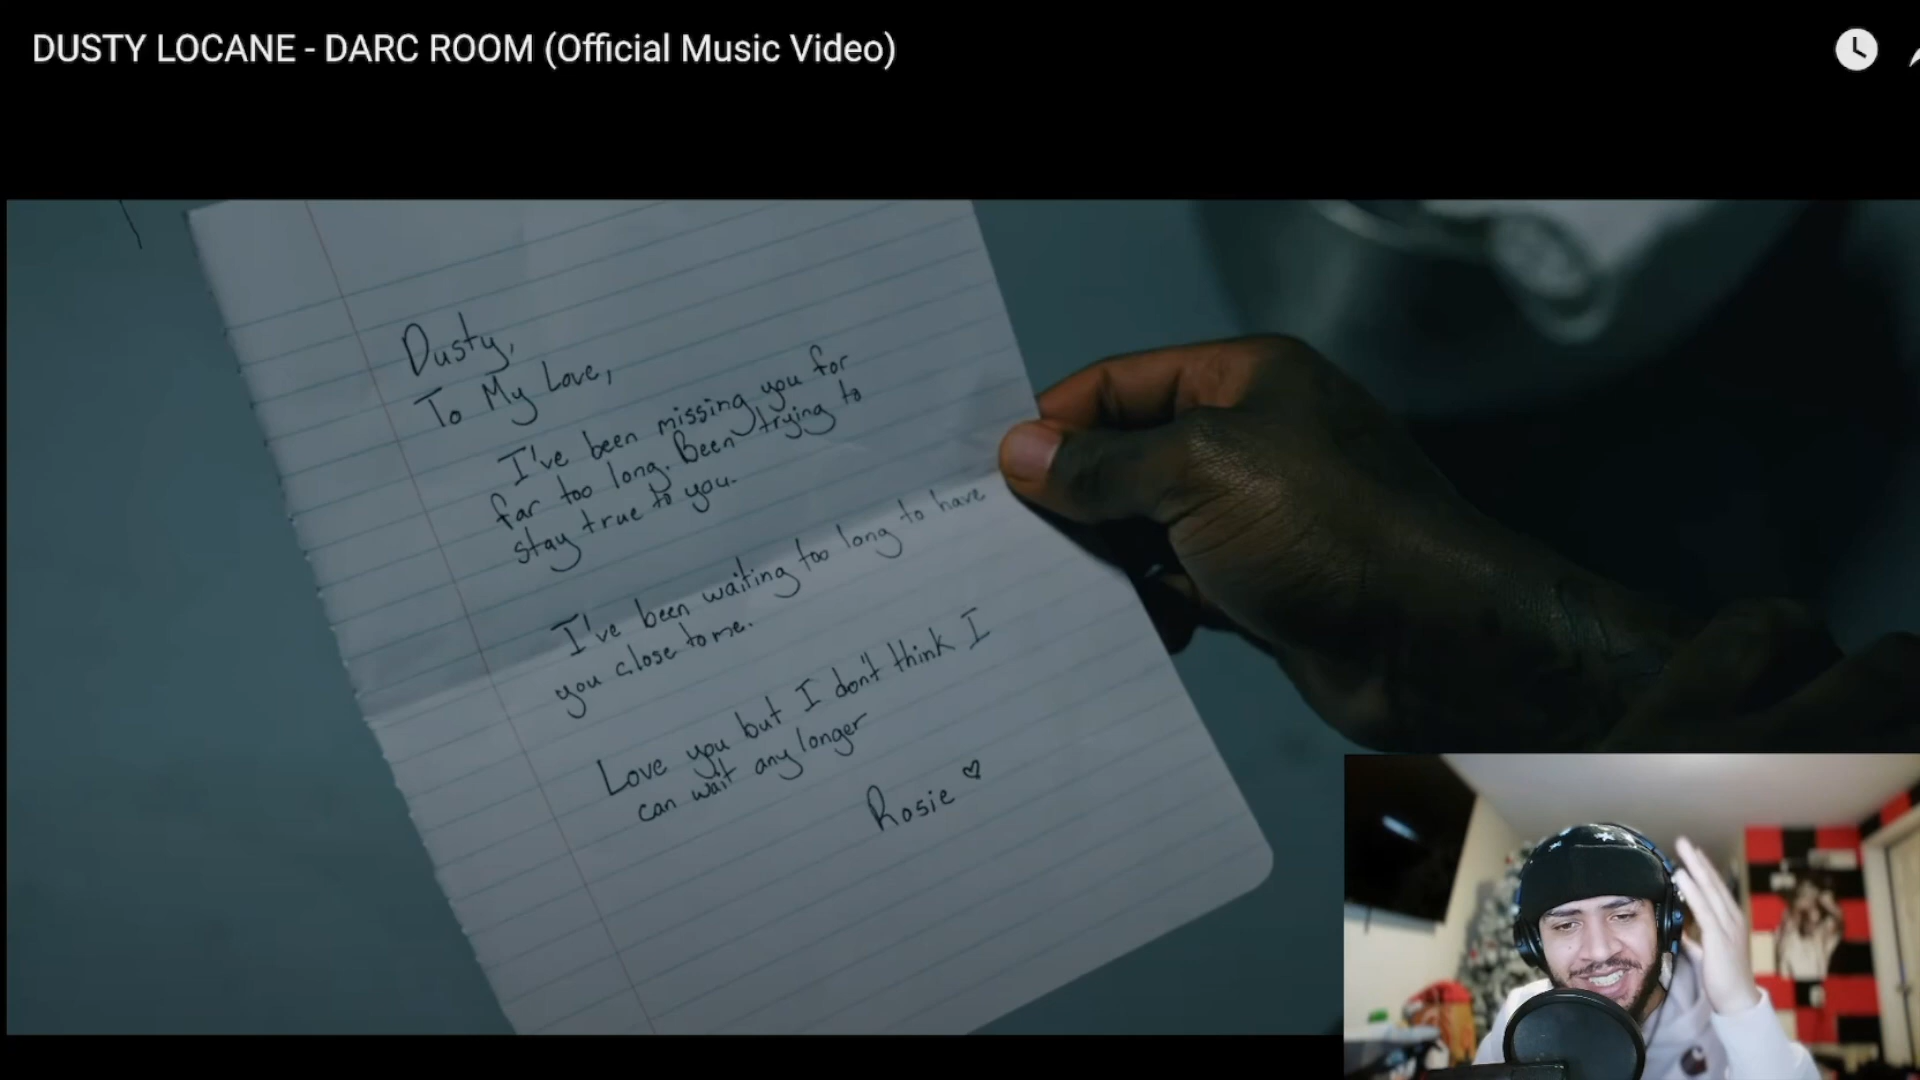 DUSTY LOCANE - DARC ROOM (Official Music Video)
Dusty,
To My Love,
I've been missing you for
far too long. Been trying to
stay true to you.
I've been waiting too long to have
you close to me.
Love you but I don't think I
can wait any longer
Rosie ♡